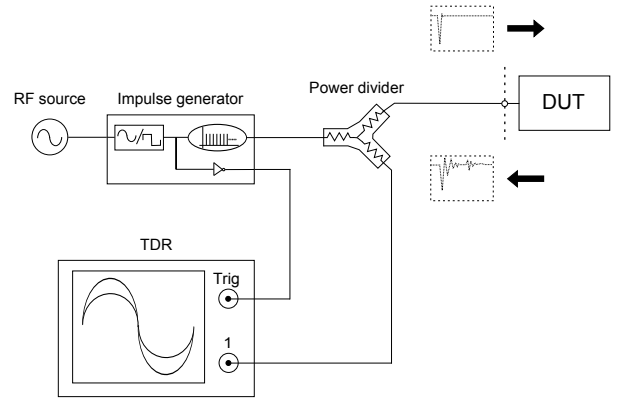 RF source
Impulse generator
Power divider
DUT
TDR
Trig
1